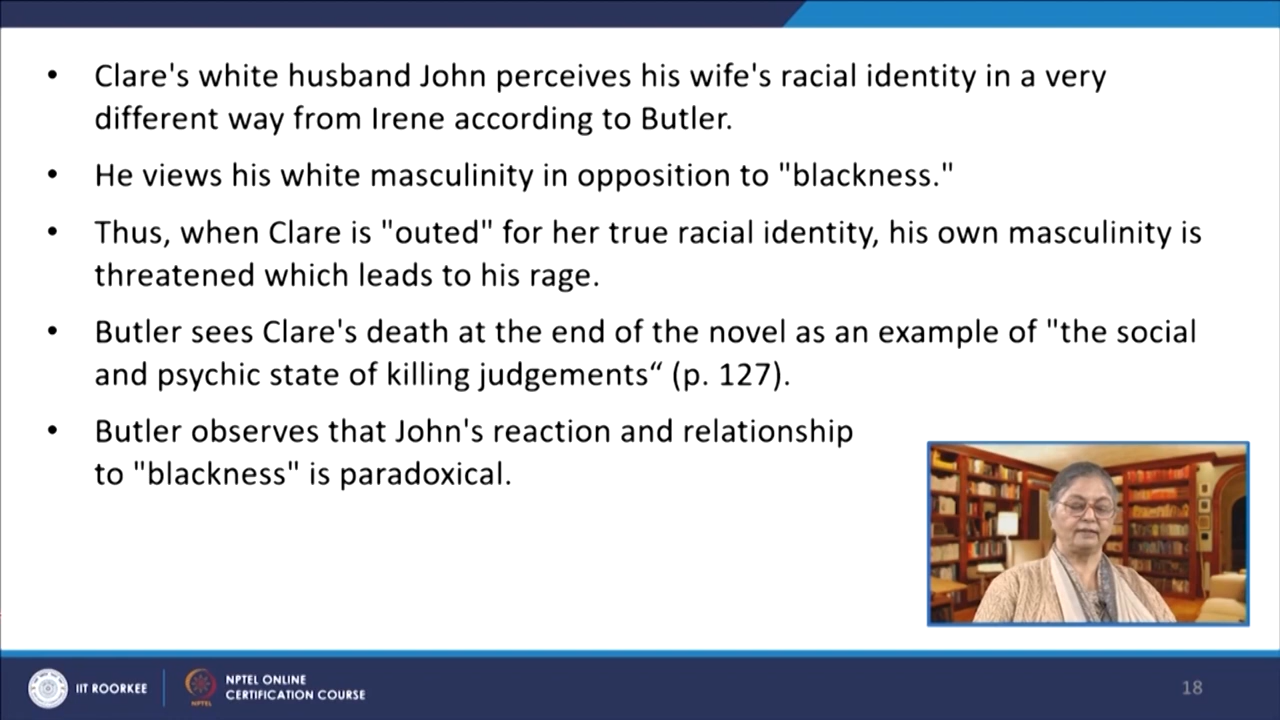 • Clare's white husband John perceives his wife's racial identity in a very
different way from Irene according to Butler.
• He views his white masculinity in opposition to "blackness."
• Thus, when Clare is "outed" for her true racial identity, his own masculinity is
threatened which leads to his rage.
• Butler sees Clare's death at the end of the novel as an example of "the social
and psychic state of killing judgements“ (p. 127).
• Butler observes that John's reaction and relationship
to "blackness" is paradoxical.
IIT ROORKEE
NPTEL
NPTEL ONLINE
CERTIFICATION COURSE
18